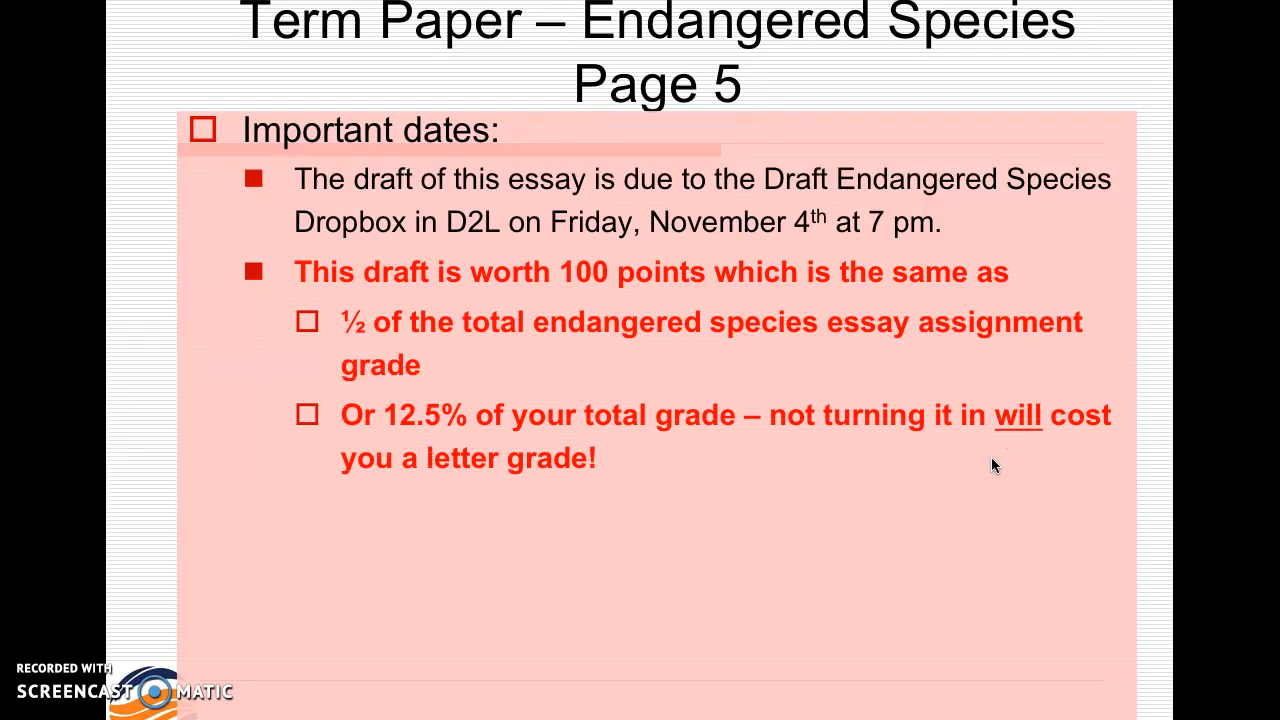 Term Paper – Endangered Species
Page 5
Important dates:
The draft of this essay is due to the Draft Endangered Species
Dropbox in D2L on Friday, November 4th at 7 pm.
This draft is worth 100 points which is the same as
½ of the total endangered species essay assignment
grade
Or 12.5% of your total grade – not turning it in will cost
you a letter grade!
RECORDED WITH
SCREENCAST MATIC